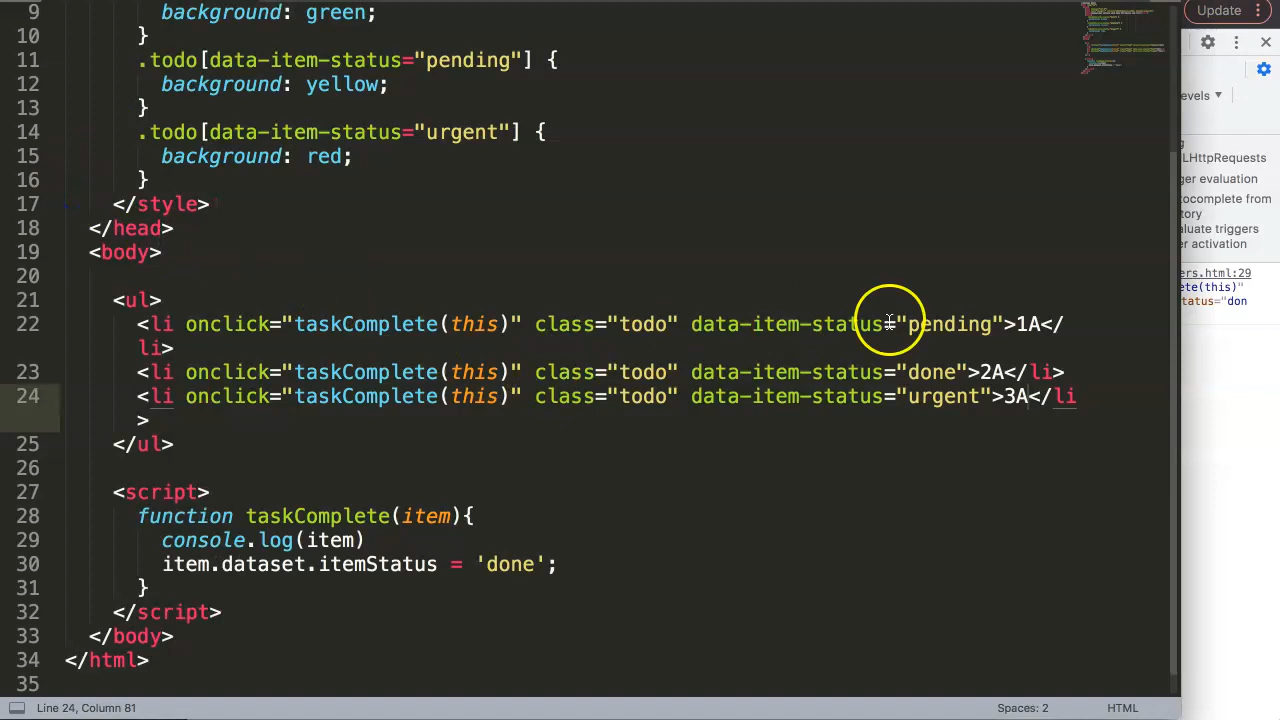 9 background: green;
Update
10 }
11 .todo[data-item-status="pending"] {
12 background: yellow;
evels
13 }
14 .todo[data-item-status="urgent"] {
15 background: red;
g
LHttpRequests
16 }
ger evaluation
17 </style>
tocomplete from
tory
18 </head>
aluate triggers
er activation
19 <body>
20
ers.html:29
21 <ul>
ete(this)"
tatus="don
22 <li onclick="taskComplete(this)" class="todo" data-item-status="pending">1A</
li>
23 <li onclick="taskComplete(this)" class="todo" data-item-status="done">2A</li>
24 <li onclick="taskComplete(this)" class="todo" data-item-status="urgent">3A</li
>
25 </ul>
26
27 <script>
28 function taskComplete(item){
29 console.log(item)
30 item.dataset.itemStatus = 'done';
31 }
32 </script>
33 </body>
34 </html>
35
Line 24, Column 81
Spaces: 2
HTML